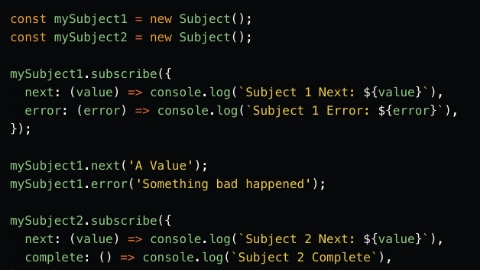 const mySubject1 = new Subject();
const mySubject2 = new Subject();

mySubject1.subscribe({
  next: (value) => console.log(`Subject 1 Next: ${value}`),
  error: (error) => console.log(`Subject 1 Error: ${error}`),
});

mySubject1.next('A Value');
mySubject1.error('Something bad happened');

mySubject2.subscribe({
  next: (value) => console.log(`Subject 2 Next: ${value}`),
  complete: () => console.log(`Subject 2 Complete`),